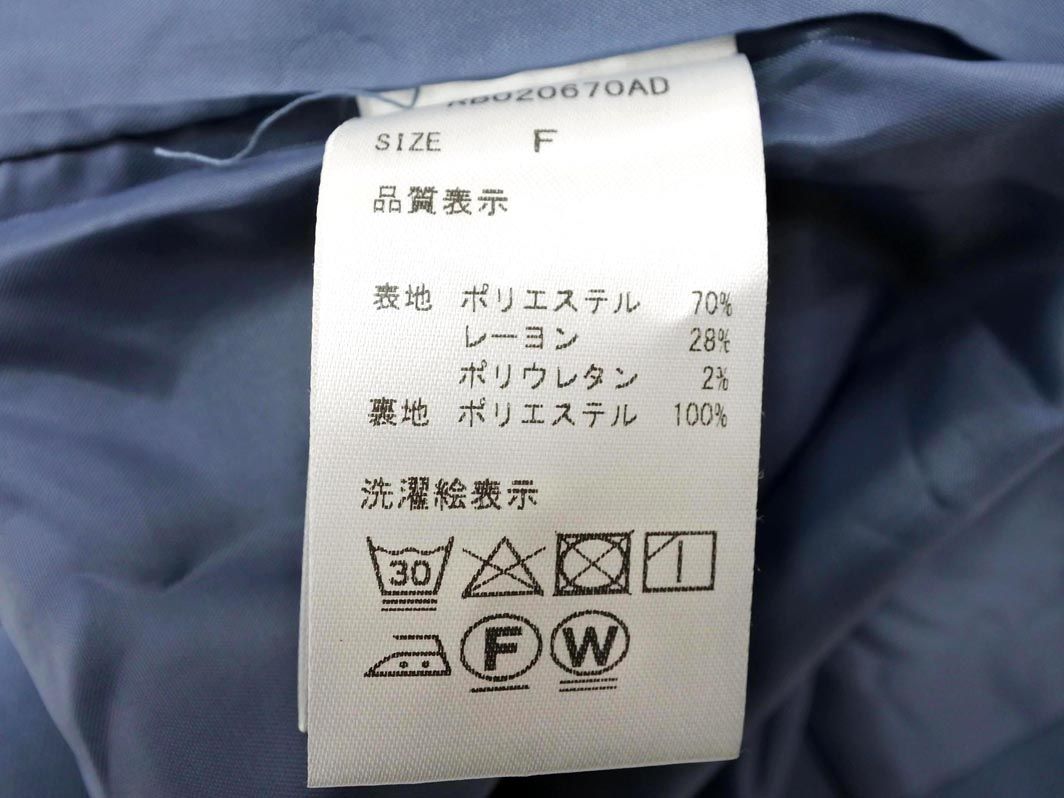 AB020670AD
SIZE F
品質表示
表地 ポリエステル 70%
レーヨン 28%
ポリウレタン 2%
裏地 ポリエステル 100%
洗濯絵表示
30
F W